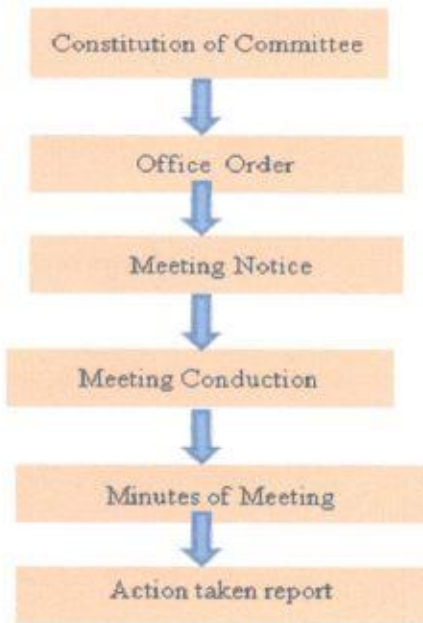 Constitution of Committee
Office Order
Meeting Notice
Meeting Conduction
Minutes of Meeting
Action taken report